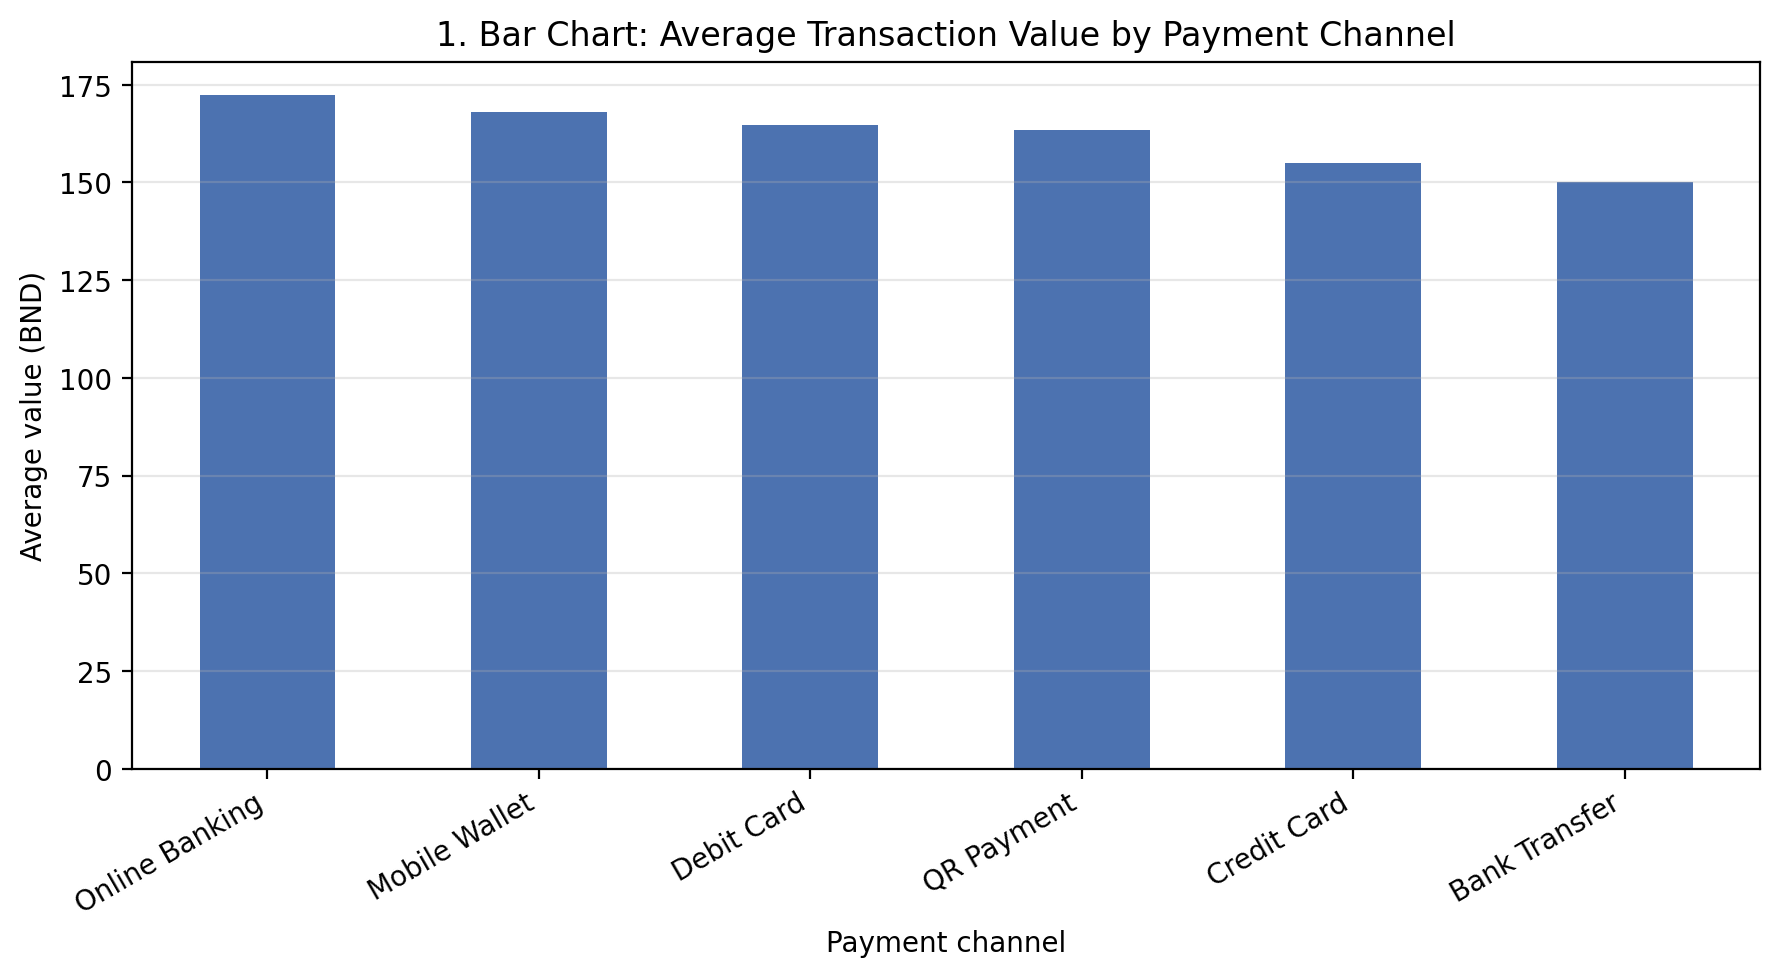 1. Bar Chart: Average Transaction Value by Payment Channel
Average value (BND)
175
150
125
100
75
50
25
0
Online Banking
Mobile Wallet
Debit Card
QR Payment
Credit Card
Bank Transfer
Payment channel